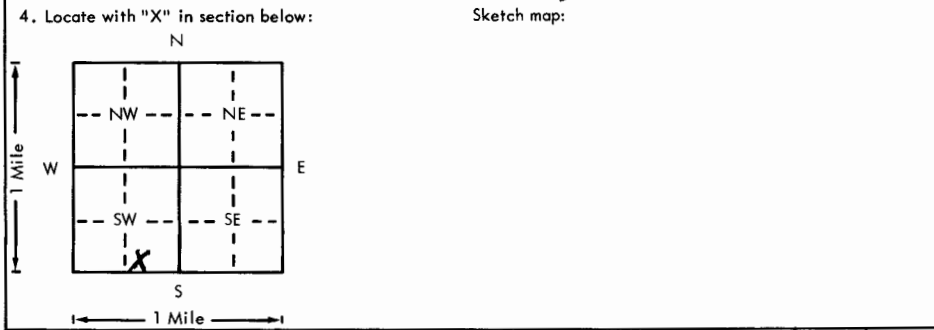 4. Locate with "X" in section below:
Sketch map:
N
NW
NE
1 Mile
W
E
SW
SE
X
S
1 Mile